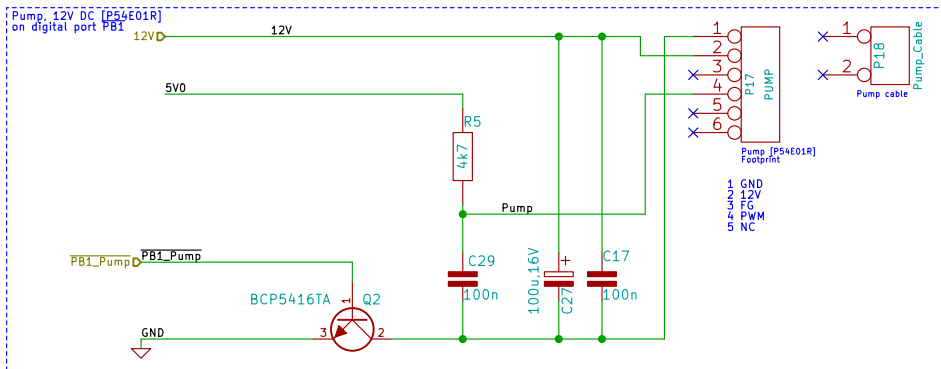 Pump, 12V DC [P54E01R]
on digital port PB1
12V
12V
5V0
R5
4k7
Pump
PB1_Pump
PB1_Pump
GND
BCP5416TA
Q2
1
3
2
C29
100n
100u,16V
+
C27
C17
100n
1
2
3
4
5
6
P17
PUMP
Pump [P54E01R]
Footprint
1 GND
2 12V
3 FG
4 PWM
5 NC
1
2
P18
Pump_Cable
Pump cable